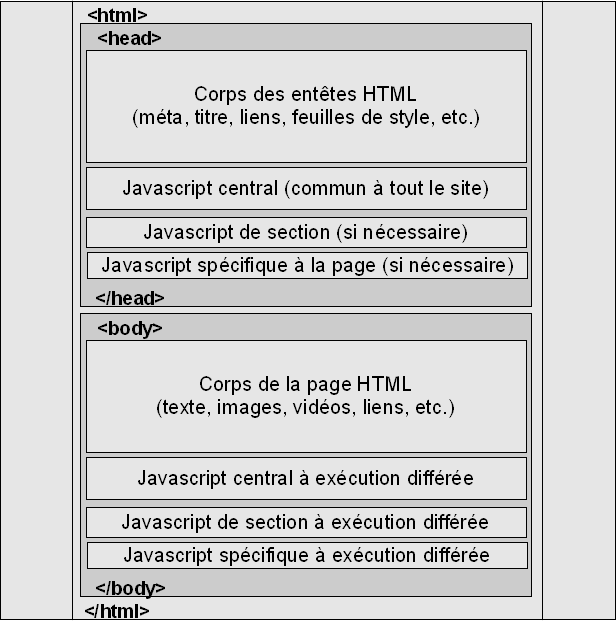 <html>
<head>
Corps des entêtes HTML
(méta, titre, liens, feuilles de style, etc.)
Javascript central (commun à tout le site)
Javascript de section (si nécessaire)
Javascript spécifique à la page (si nécessaire)
</head>
<body>
Corps de la page HTML
(texte, images, vidéos, liens, etc.)
Javascript central à exécution différée
Javascript de section à exécution différée
Javascript spécifique à exécution différée
</body>
</html>